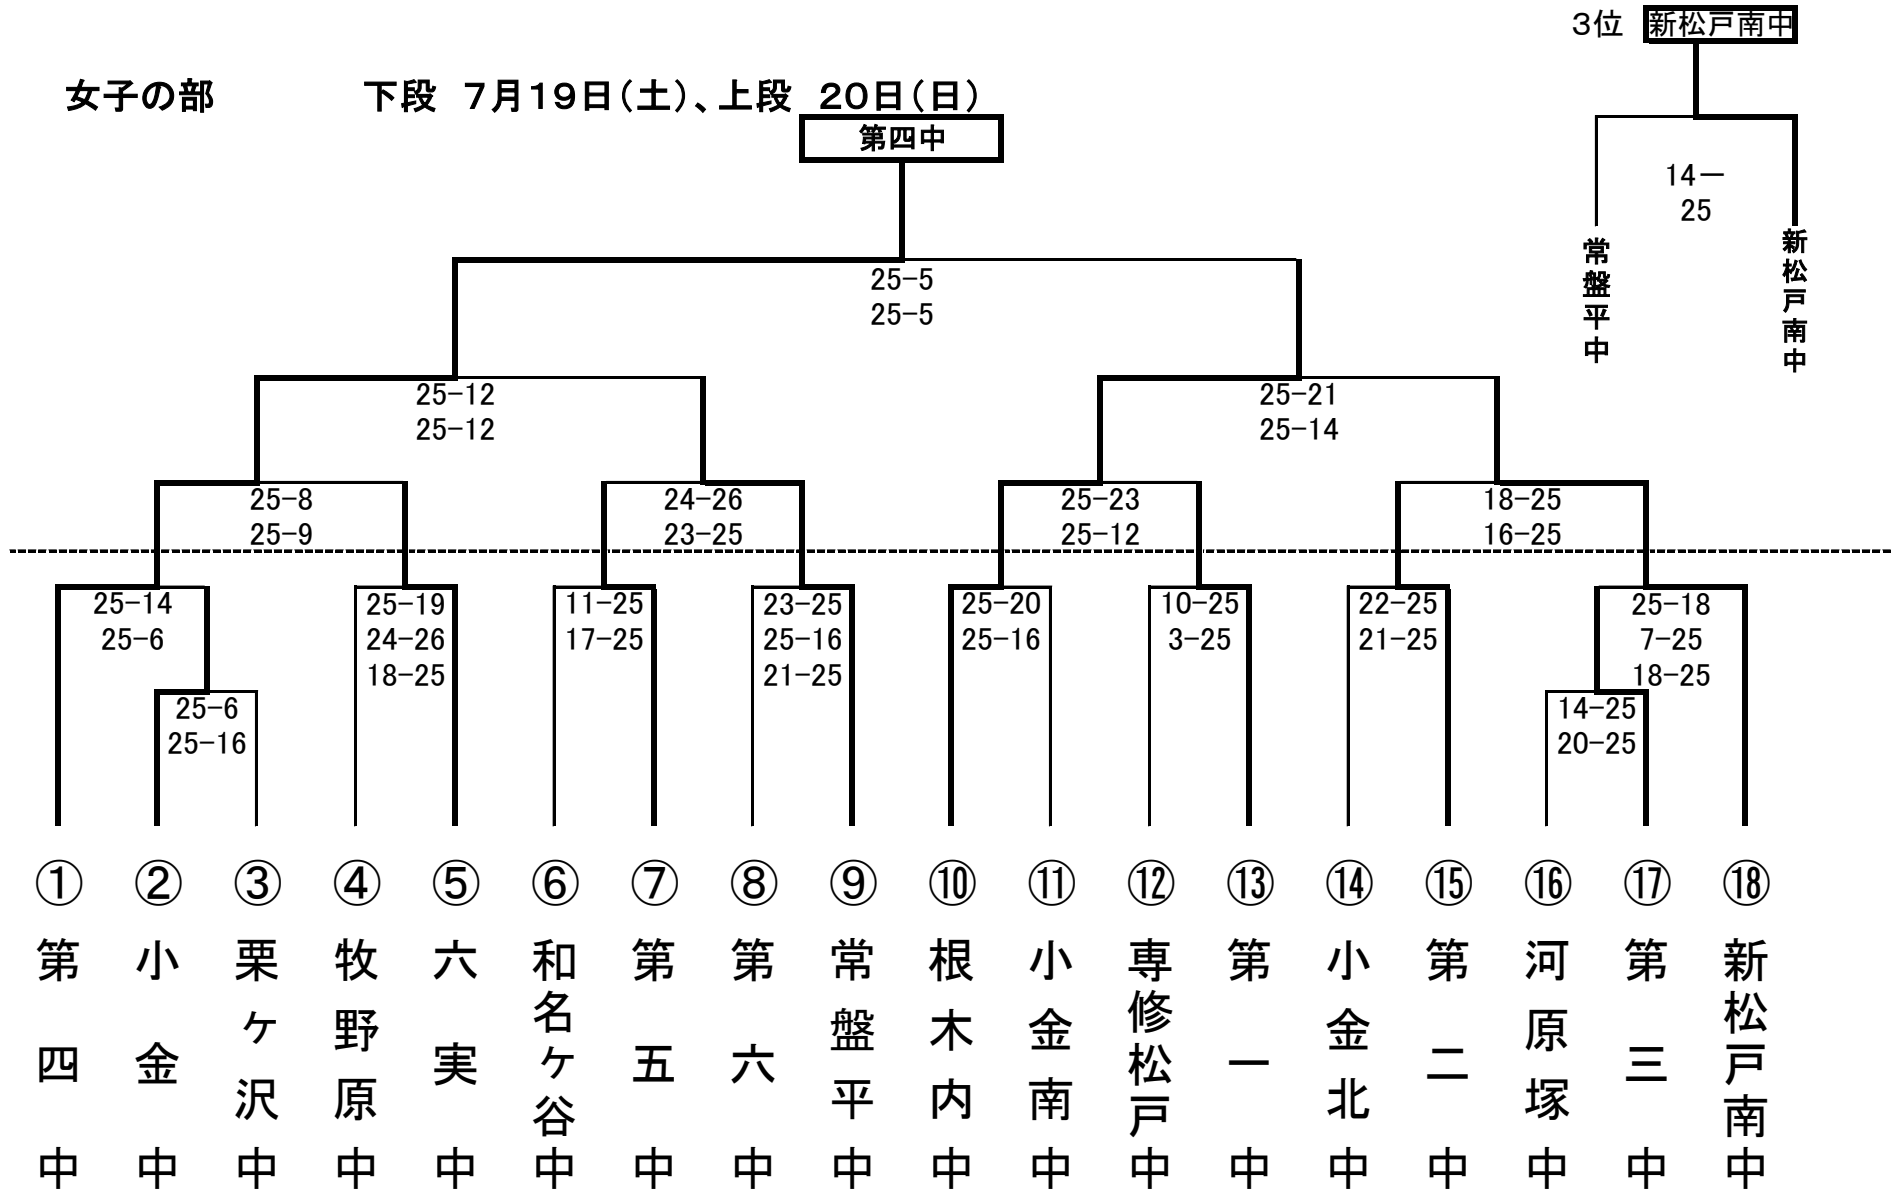 ３位 新松戸南中
女子の部 下段 ７月１９日（土）、上段 ２０日（日）
第四中
14－
25
常盤平中
新松戸南中
25-5
25-5
25-12
25-12
25-21
25-14
25-8
25-9
24-26
23-25
25-23
25-12
18-25
16-25
25-14
25-6
25-19
24-26
18-25
11-25
17-25
23-25
25-16
21-25
25-20
25-16
10-25
3-25
22-25
21-25
25-18
7-25
18-25
25-6
25-16
14-25
20-25
① 第四中
② 小金中
③ 栗ヶ沢中
④ 牧野原中
⑤ 六実中
⑥ 和名ヶ谷中
⑦ 第五中
⑧ 第六中
⑨ 常盤平中
⑩ 根木内中
⑪ 小金南中
⑫ 専修松戸中
⑬ 第一中
⑭ 小金北中
⑮ 第二中
⑯ 河原塚中
⑰ 第三中
⑱ 新松戸南中